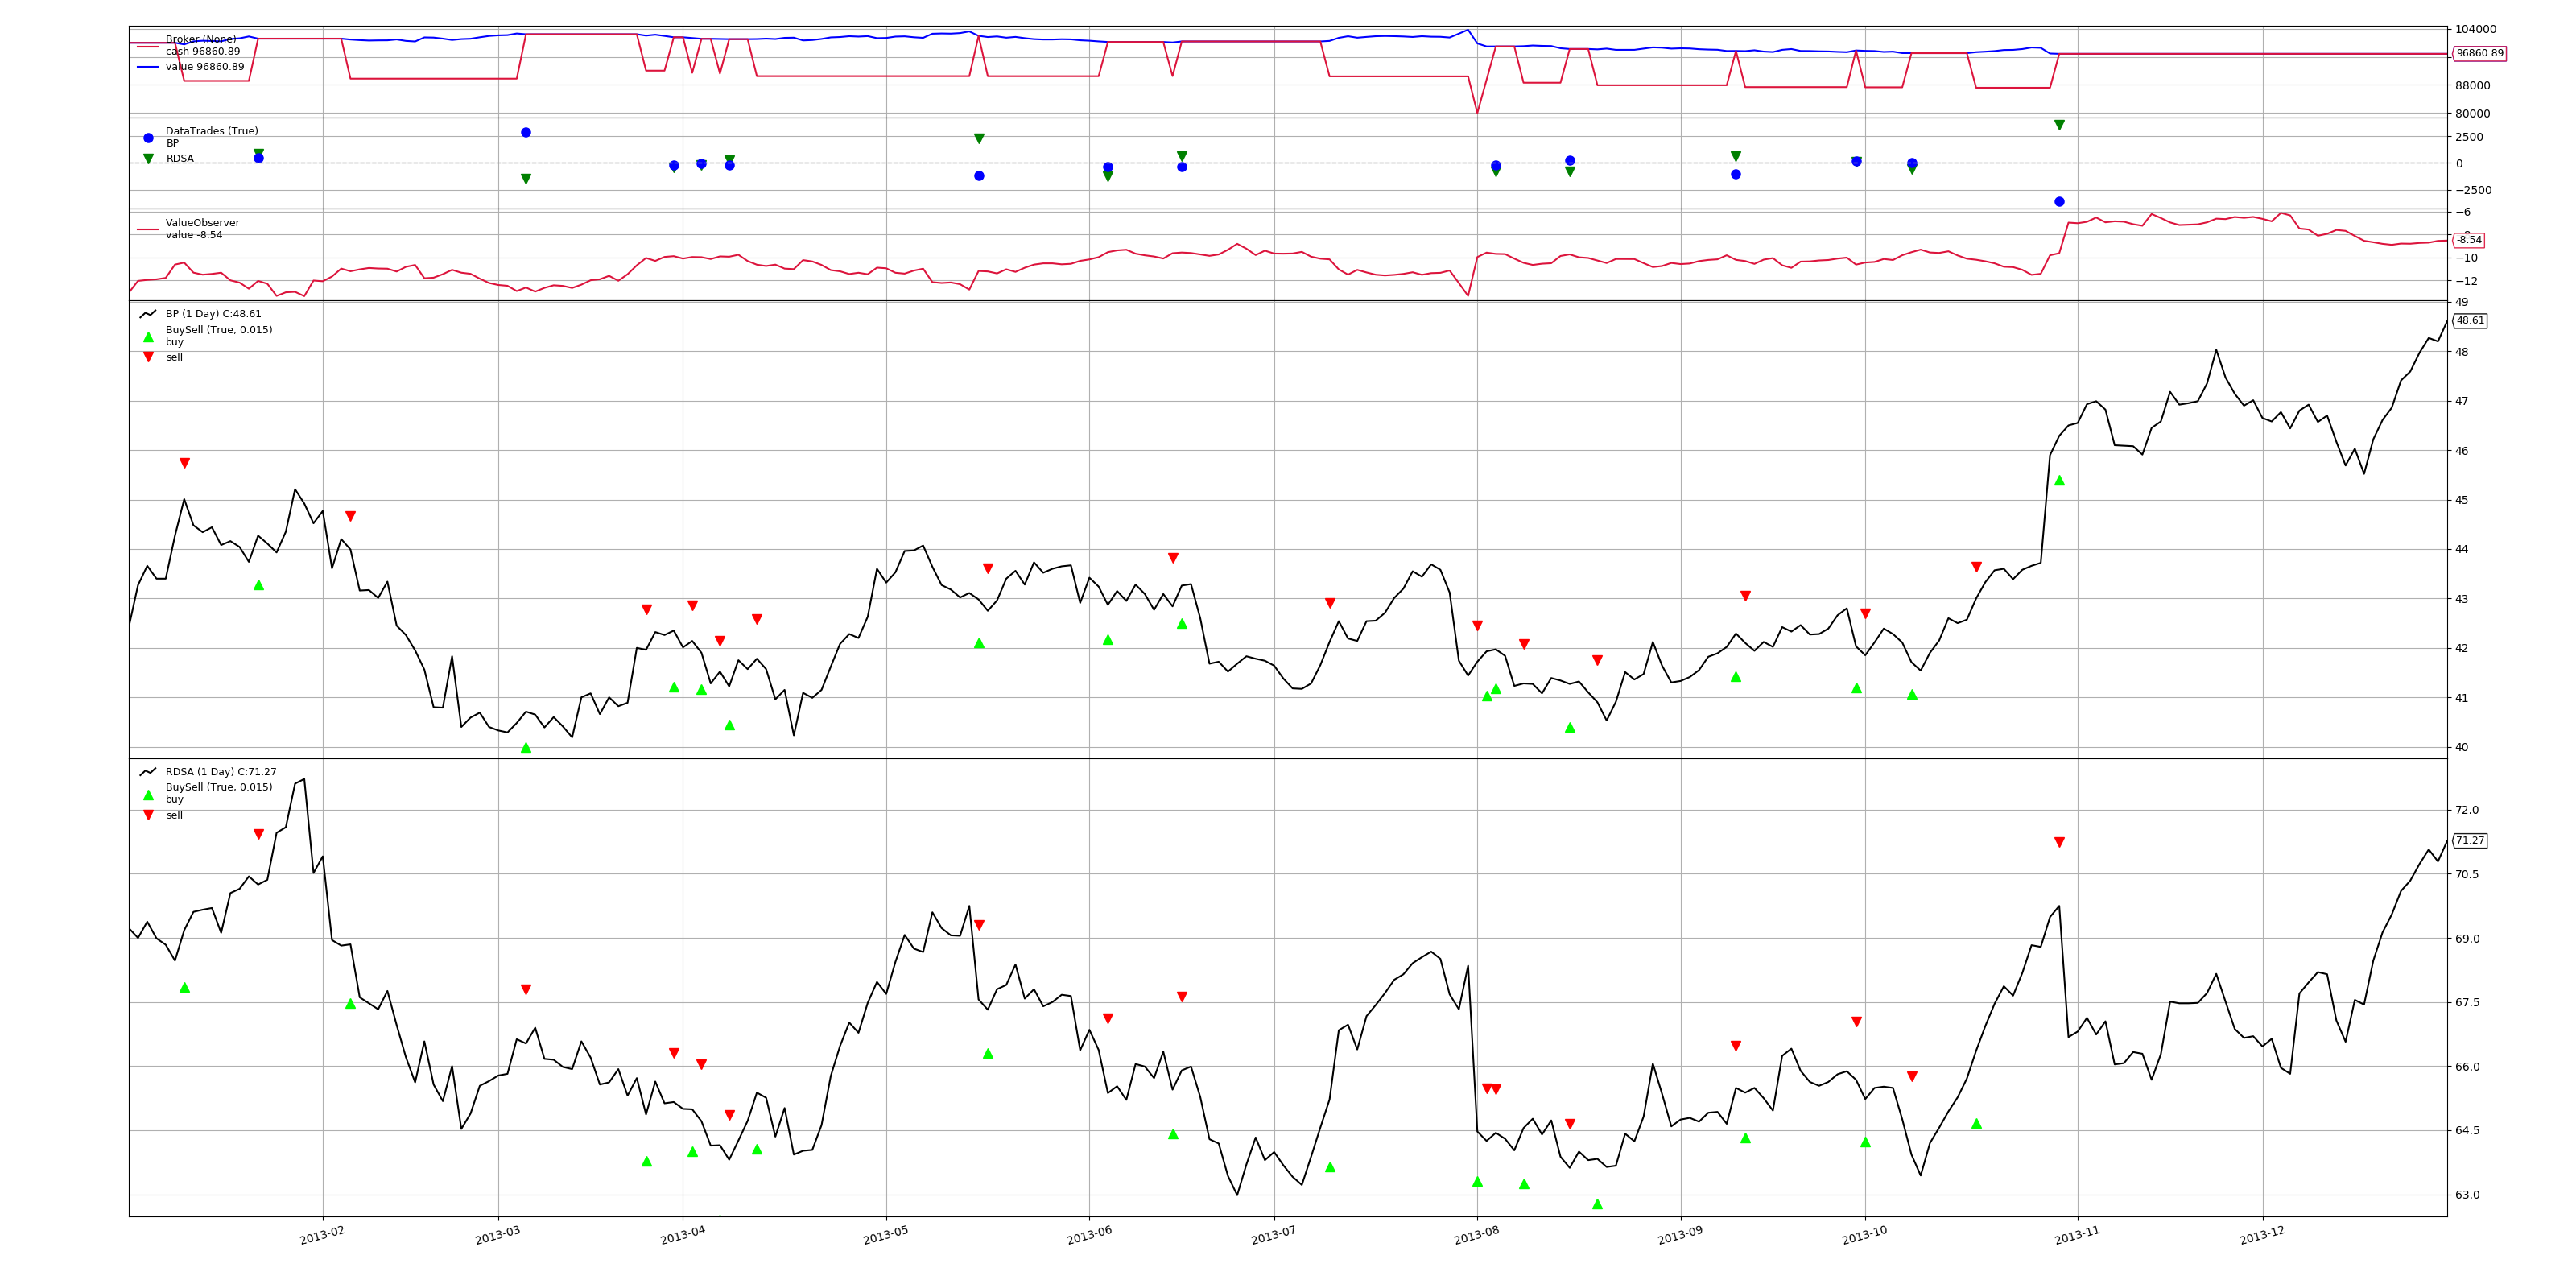 Broker (None)
cash 96860.89
value 96860.89
104000
96860.89
88000
80000
DataTrades (True)
BP
RDSA
2500
0
−2500
ValueObserver
value -8.54
−6
-8.54
−10
−12
BP (1 Day) C:48.61
BuySell (True, 0.015)
buy
sell
49
48.61
48
47
46
45
44
43
42
41
40
RDSA (1 Day) C:71.27
BuySell (True, 0.015)
buy
sell
72.0
71.27
70.5
69.0
67.5
66.0
64.5
63.0
2013-02
2013-03
2013-04
2013-05
2013-06
2013-07
2013-08
2013-09
2013-10
2013-11
2013-12